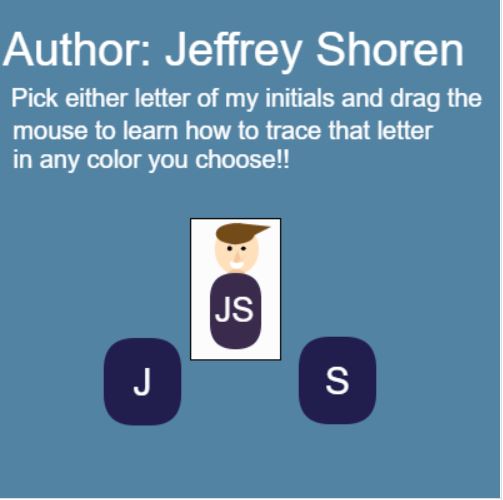 Author: Jeffrey Shoren
Pick either letter of my initials and drag the
mouse to learn how to trace that letter
in any color you choose!!
JS
J
S